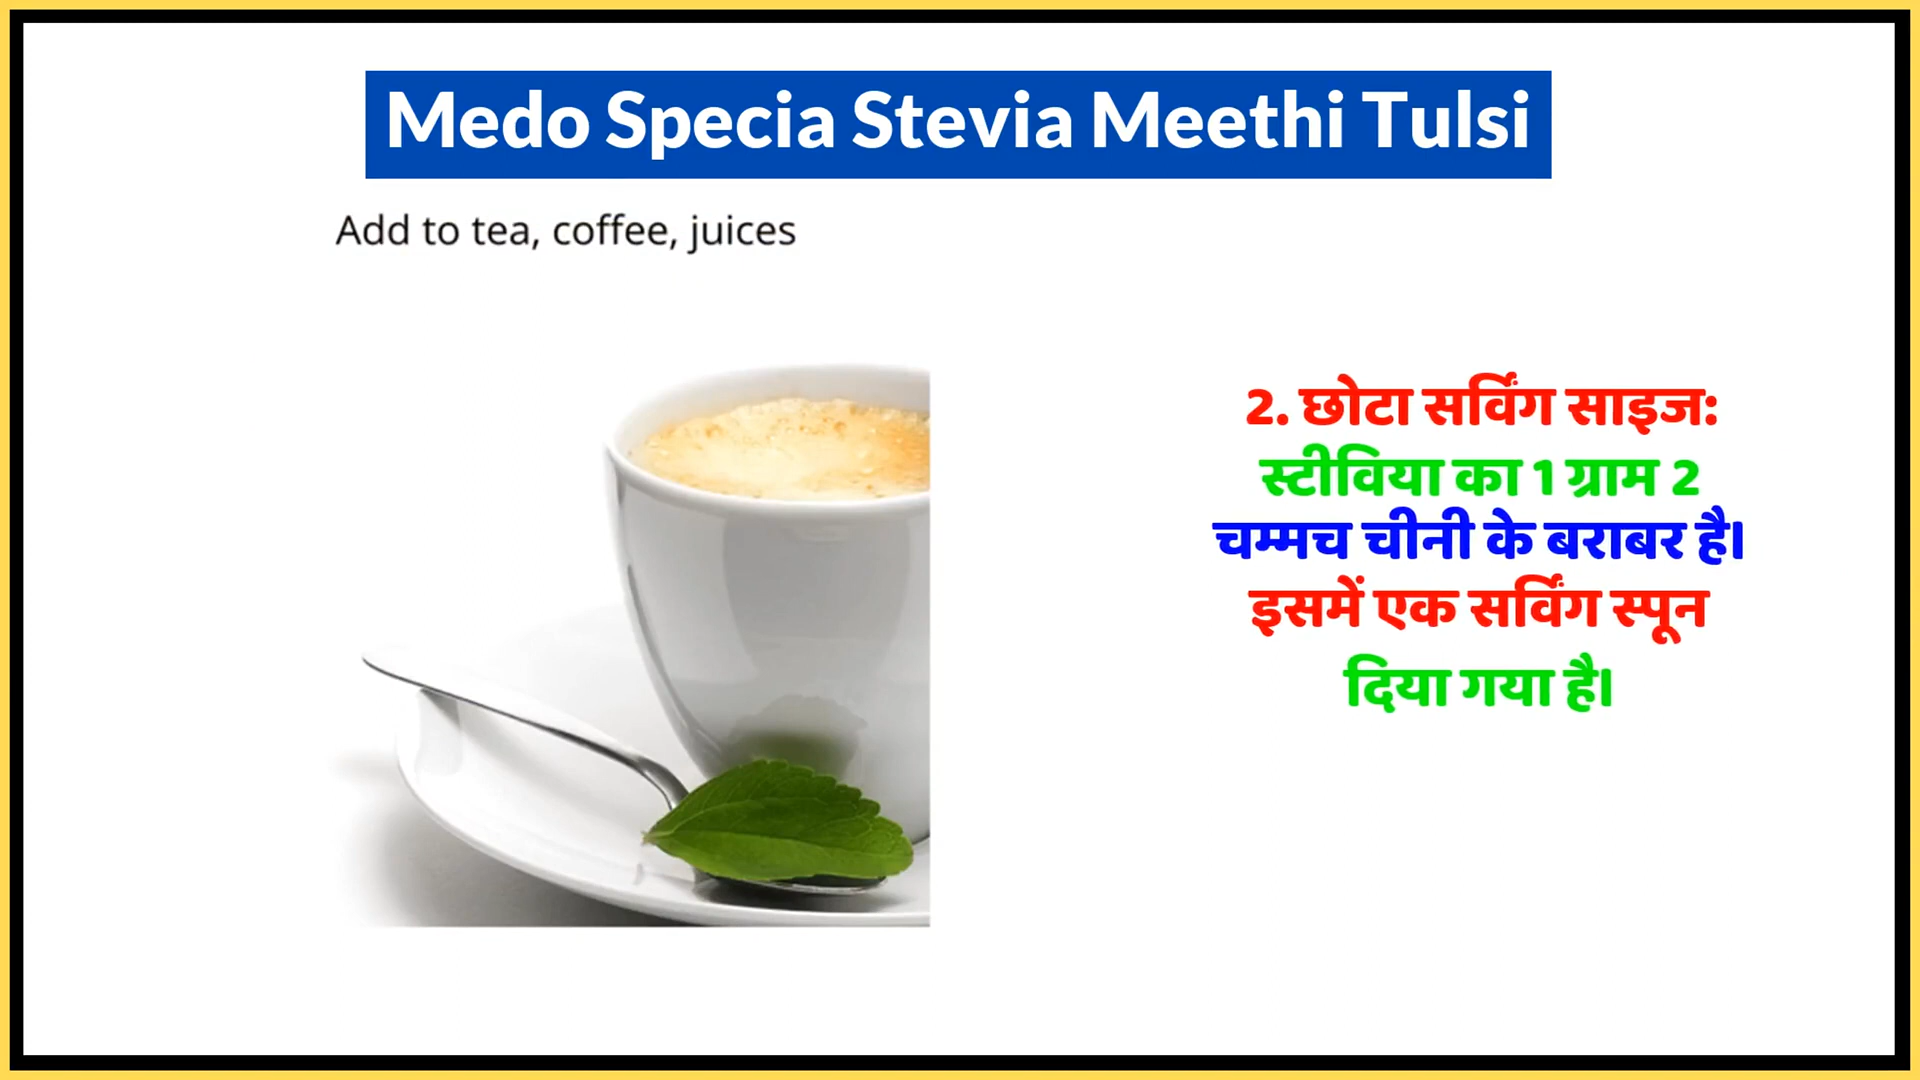 Medo Specia Stevia Meethi Tulsi
Add to tea, coffee, juices
2. छोटा सर्विंग साइज:
स्टीविया का 1 ग्राम 2
चम्मच चीनी के बराबर है।
इसमें एक सर्विंग स्पून
दिया गया है।